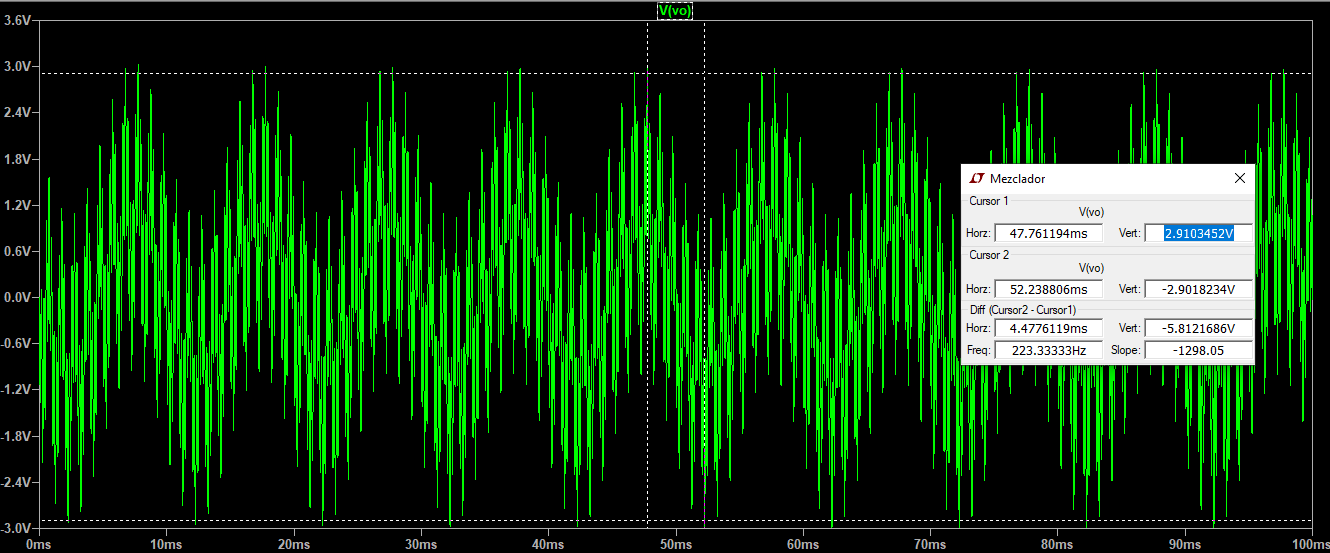 V(vo)
3.6V
3.0V
2.4V
1.8V
1.2V
0.6V
0.0V
-0.6V
-1.2V
-1.8V
-2.4V
-3.0V
0ms 10ms 20ms 30ms 40ms 50ms 60ms 70ms 80ms 90ms 100ms
Mezclador
Cursor 1
V(vo)
Horz: 47.761194ms Vert: 2.9103452V
Cursor 2
V(vo)
Horz: 52.238806ms Vert: -2.9018234V
Diff (Cursor2 - Cursor1)
Horz: 4.4776119ms Vert: -5.8121686V
Freq: 223.33333Hz Slope: -1298.05